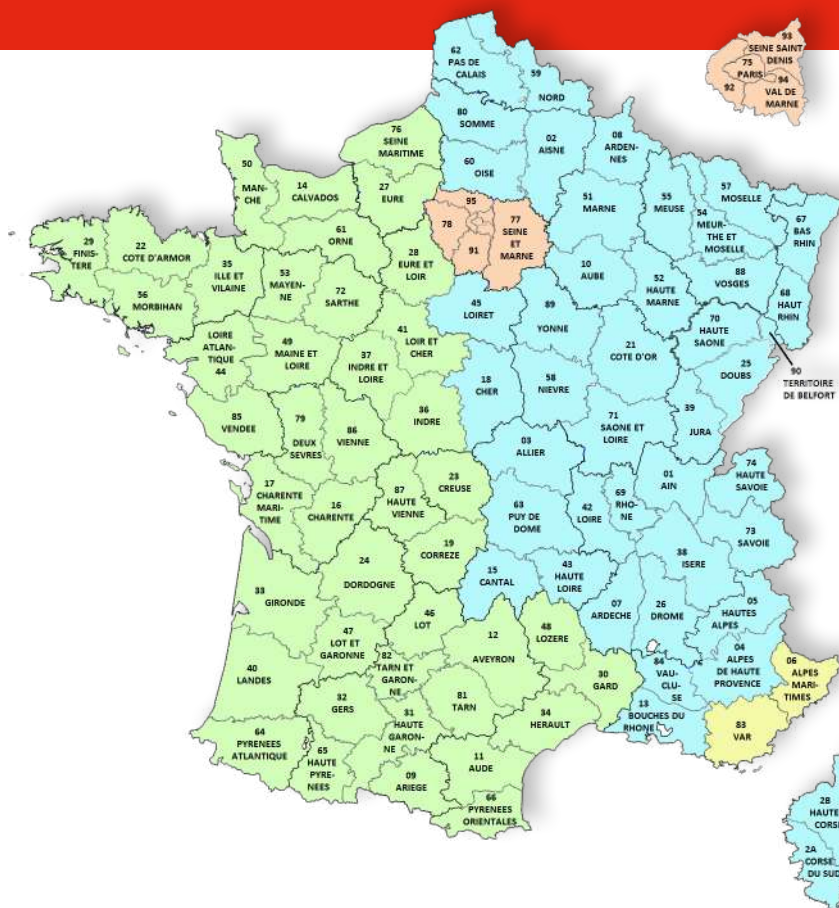 62
PAS DE
CALAIS
59
NORD
93
SEINE SAINT
DENIS
75
PARIS
94
VAL DE
MARNE
92
80
SOMME
76
SEINE
MARITIME
02
AISNE
08
ARDEN-
NES
60
OISE
50
MAN-
CHE
14
CALVADOS
27
EURE
95
78
77
SEINE
ET
MARNE
91
51
MARNE
55
MEUSE
57
MOSELLE
54
MEUR-
THE ET
MOSELLE
67
BAS
RHIN
61
ORNE
29
FINIS-
TERE
22
COTE D'ARMOR
35
ILLE ET
VILAINE
53
MAYEN-
NE
28
EURE ET
LOIR
10
AUBE
52
HAUTE
MARNE
88
VOSGES
68
HAUT
RHIN
56
MORBIHAN
72
SARTHE
45
LOIRET
89
YONNE
70
HAUTE
SAONE
90
TERRITOIRE
DE BELFORT
LOIRE
ATLAN-
TIQUE
44
49
MAINE ET
LOIRE
41
LOIR ET
CHER
37
INDRE ET
LOIRE
21
COTE D'OR
25
DOUBS
18
CHER
58
NIEVRE
85
VENDEE
79
DEUX
SEVRES
86
VIENNE
36
INDRE
71
SAONE ET
LOIRE
39
JURA
03
ALLIER
17
CHARENTE
MARI-
TIME
16
CHARENTE
87
HAUTE
VIENNE
23
CREUSE
63
PUY DE
DOME
42
LOIRE
69
RHO-
NE
01
AIN
74
HAUTE
SAVOIE
73
SAVOIE
24
DORDOGNE
19
CORREZE
15
CANTAL
43
HAUTE
LOIRE
38
ISERE
33
GIRONDE
46
LOT
12
AVEYRON
48
LOZERE
07
ARDECHE
26
DROME
05
HAUTES
ALPES
47
LOT ET
GARONNE
82
TARN ET
GARON-
NE
30
GARD
84
VAU-
CLU-
SE
04
ALPES
DE HAUTE
PROVENCE
06
ALPES
MARI-
TIMES
40
LANDES
32
GERS
81
TARN
34
HERAULT
13
BOUCHES DU
RHONE
83
VAR
64
PYRENEES
ATLANTIQUE
65
HAUTE
PYRE-
NEES
31
HAUTE
GARON-
NE
09
ARIEGE
11
AUDE
66
PYRENEES
ORIENTALES
2B
HAUTE
CORSE
2A
CORSE
DU SUD